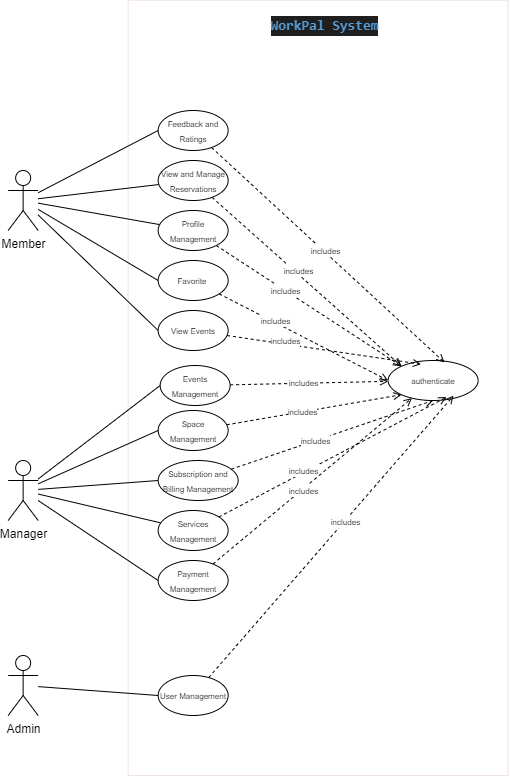 WorkPal System
Feedback and
Ratings
View and Manage
Reservations
Member
Profile
Management
includes
includes
includes
Favorite
includes
View Events
includes
Events
Management
includes
authenticate
Space
Management
includes
Subscription and
Billing Management
includes
Manager
Services
Management
includes
includes
Payment
Management
includes
Admin
User Management